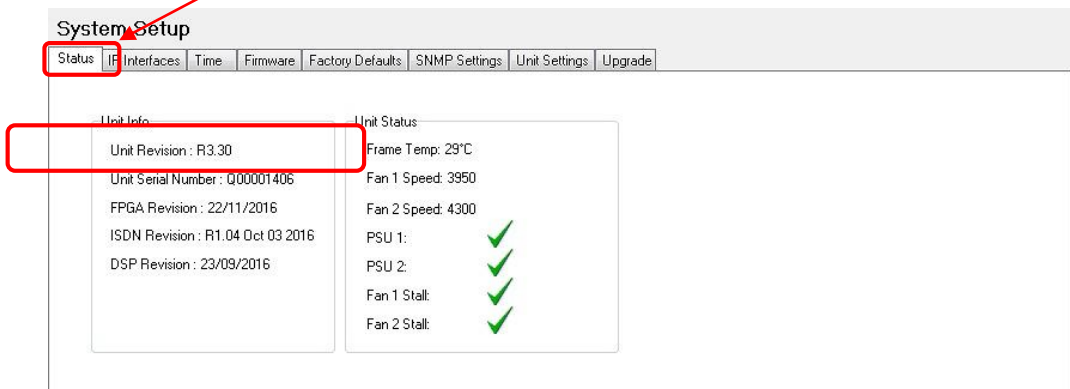 System Setup
Status IP Interfaces Time Firmware Factory Defaults SNMP Settings Unit Settings Upgrade
Unit Info
Unit Revision : R3.30
Unit Serial Number : Q00001406
FPGA Revision : 22/11/2016
ISDN Revision : R1.04 Oct 03 2016
DSP Revision : 23/09/2016
Unit Status
Frame Temp: 29°C
Fan 1 Speed: 3950
Fan 2 Speed: 4300
PSU 1:
PSU 2:
Fan 1 Stall:
Fan 2 Stall: